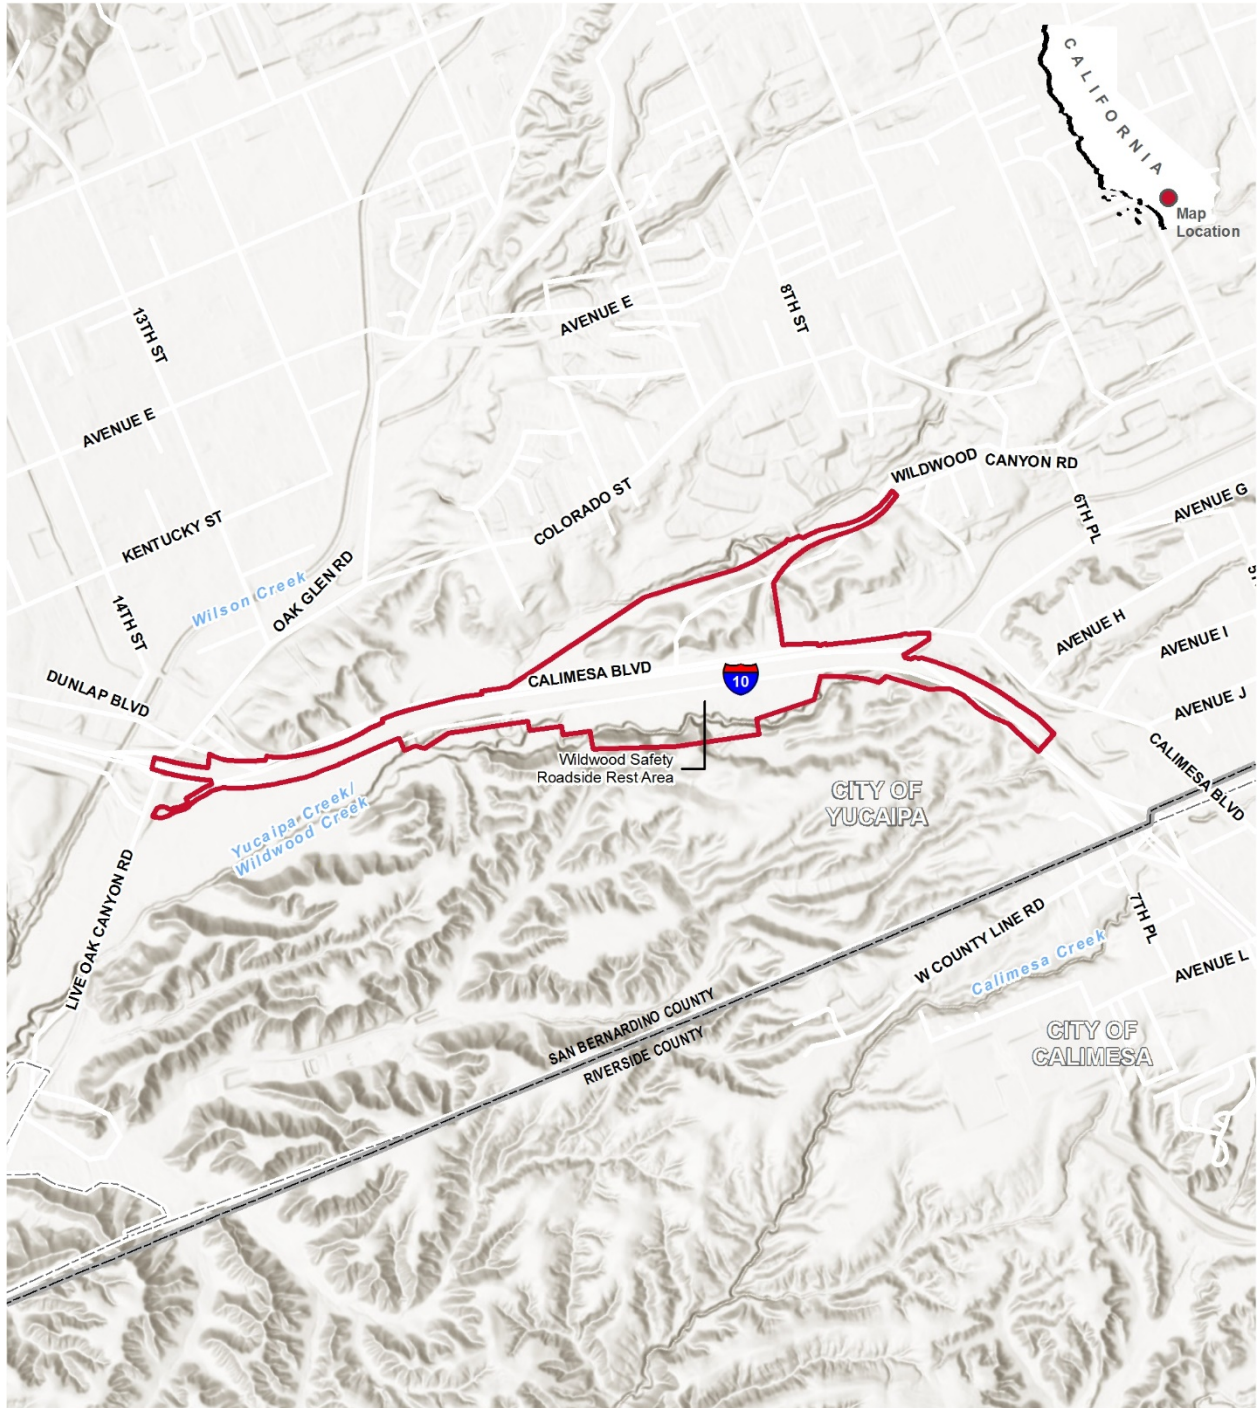 CALIFORNIA
Map
Location
8TH ST
AVENUE E
13TH ST
AVENUE E
WILDWOOD CANYON RD
COLORADO ST
6TH PL
AVENUE G
KENTUCKY ST
OAK GLEN RD
Wilson Creek
14TH ST
AVENUE H
AVENUE I
DUNLAP BLVD
CALIMESA BLVD
10
AVENUE J
Wildwood Safety
Roadside Rest Area
CALIMESA BLVD
CITY OF
YUCAIPA
Yucaipa Creek/
Wildwood Creek
LIVE OAK CANYON RD
W COUNTY LINE RD
7TH PL
Calimesa Creek
AVENUE L
SAN BERNARDINO COUNTY
RIVERSIDE COUNTY
CITY OF
CALIMESA